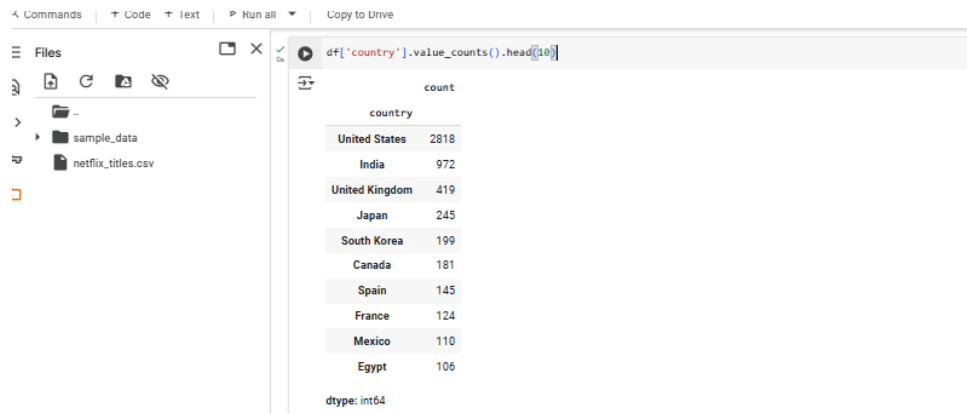 Commands + Code + Text Run all Copy to Drive
Files
..
sample_data
netflix_titles.csv
df['country'].value_counts().head(10)
count
country
United States 2818
India 972
United Kingdom 419
Japan 245
South Korea 199
Canada 181
Spain 145
France 124
Mexico 110
Egypt 106
dtype: int64